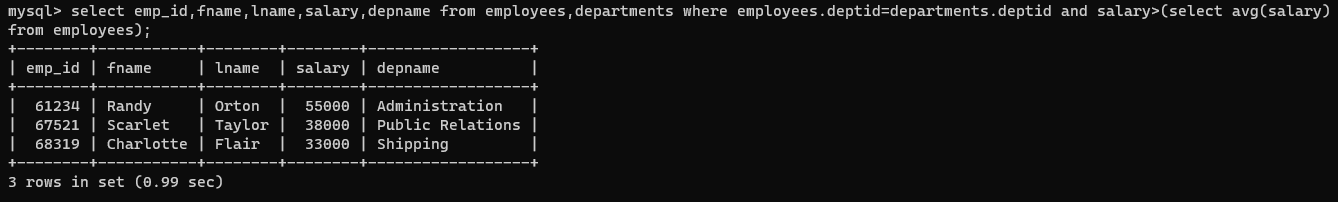 mysql> select emp_id,fname,lname,salary,depname from employees,departments where employees.deptid=departments.deptid and salary>(select avg(salary)
from employees);
+--------+-----------+--------+--------+------------------+
| emp_id | fname     | lname  | salary | depname          |
+--------+-----------+--------+--------+------------------+
|  61234 | Randy     | Orton  |  55000 | Administration   |
|  67521 | Scarlet   | Taylor |  38000 | Public Relations |
|  68319 | Charlotte | Flair  |  33000 | Shipping         |
+--------+-----------+--------+--------+------------------+
3 rows in set (0.99 sec)